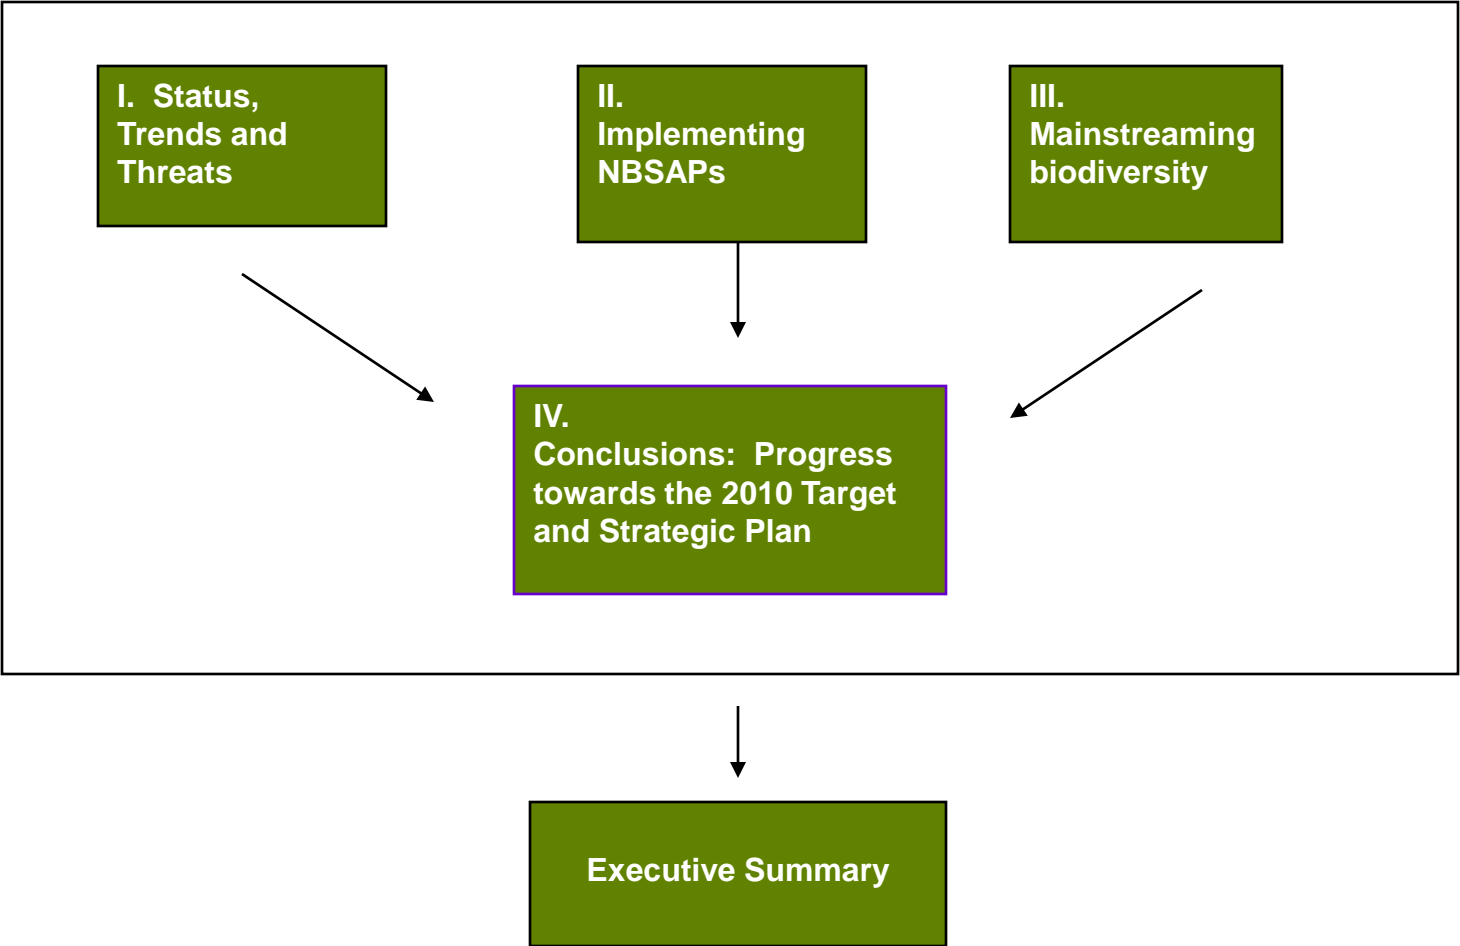 I.  Status,
Trends and
Threats
II.
Implementing
NBSAPs
III.
Mainstreaming
biodiversity
IV.
Conclusions:  Progress
towards the 2010 Target
and Strategic Plan
Executive Summary